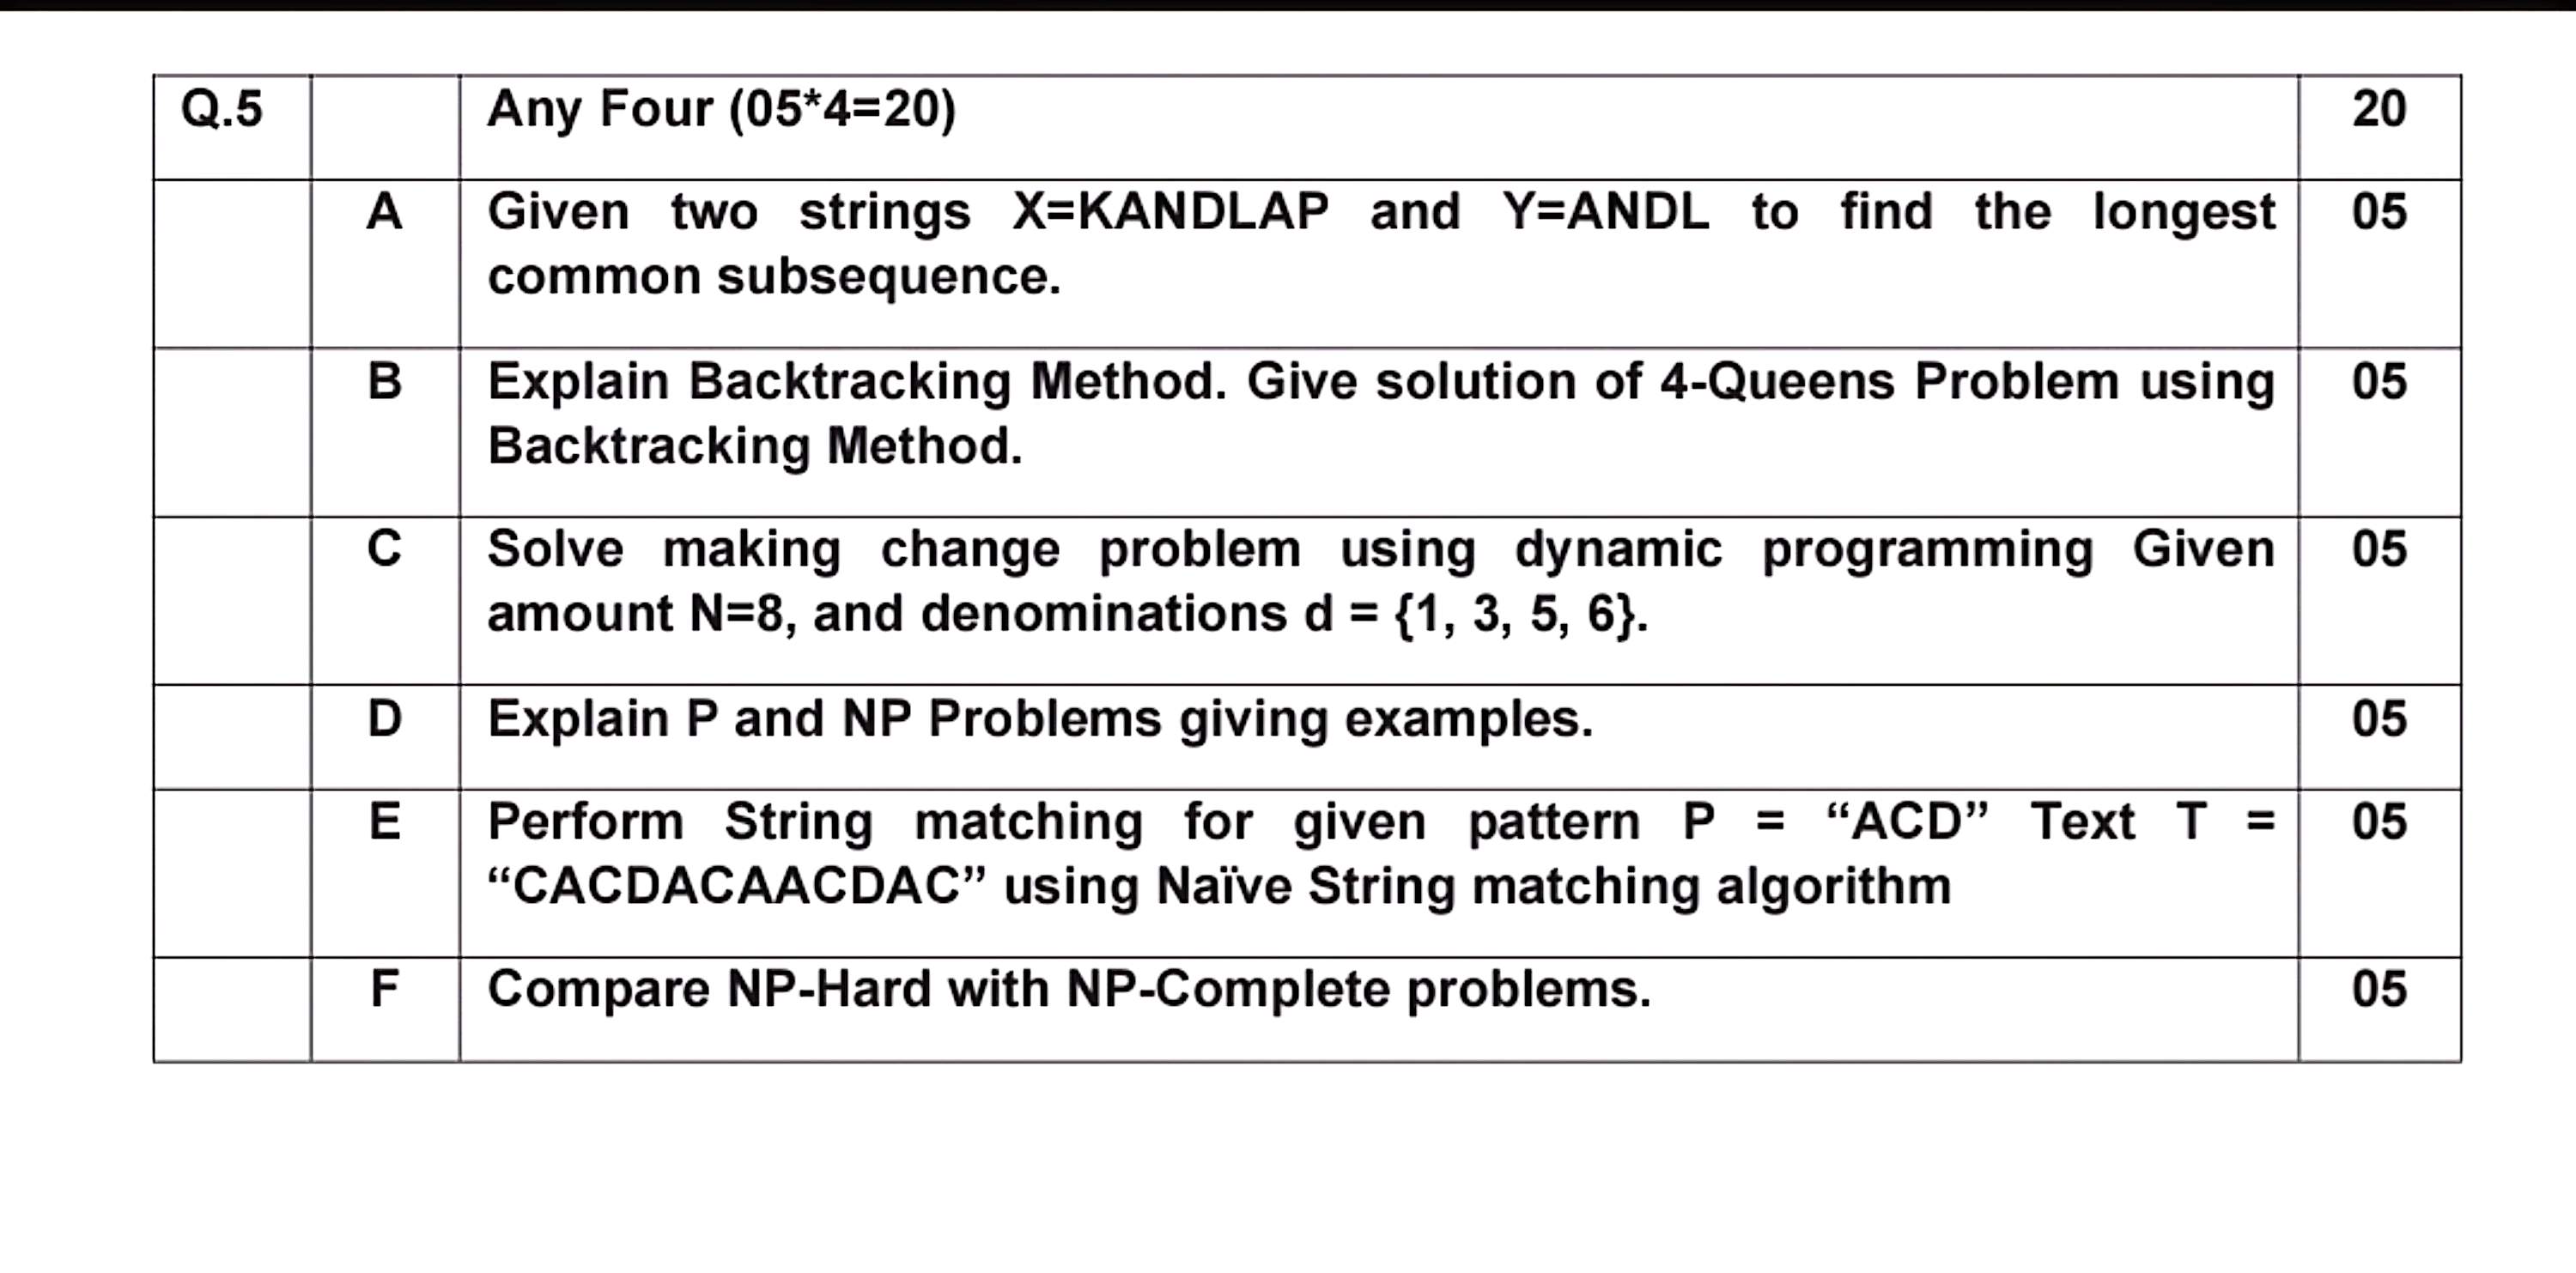 Q.5 Any Four (05*4=20) 20
A Given two strings X=KANDLAP and Y=ANDL to find the longest 05
common subsequence.
B Explain Backtracking Method. Give solution of 4-Queens Problem using 05
Backtracking Method.
C Solve making change problem using dynamic programming Given 05
amount N=8, and denominations d = {1, 3, 5, 6}.
D Explain P and NP Problems giving examples. 05
E Perform String matching for given pattern P = “ACD” Text T = 05
“CACDACAACDAC” using Naïve String matching algorithm
F Compare NP-Hard with NP-Complete problems. 05